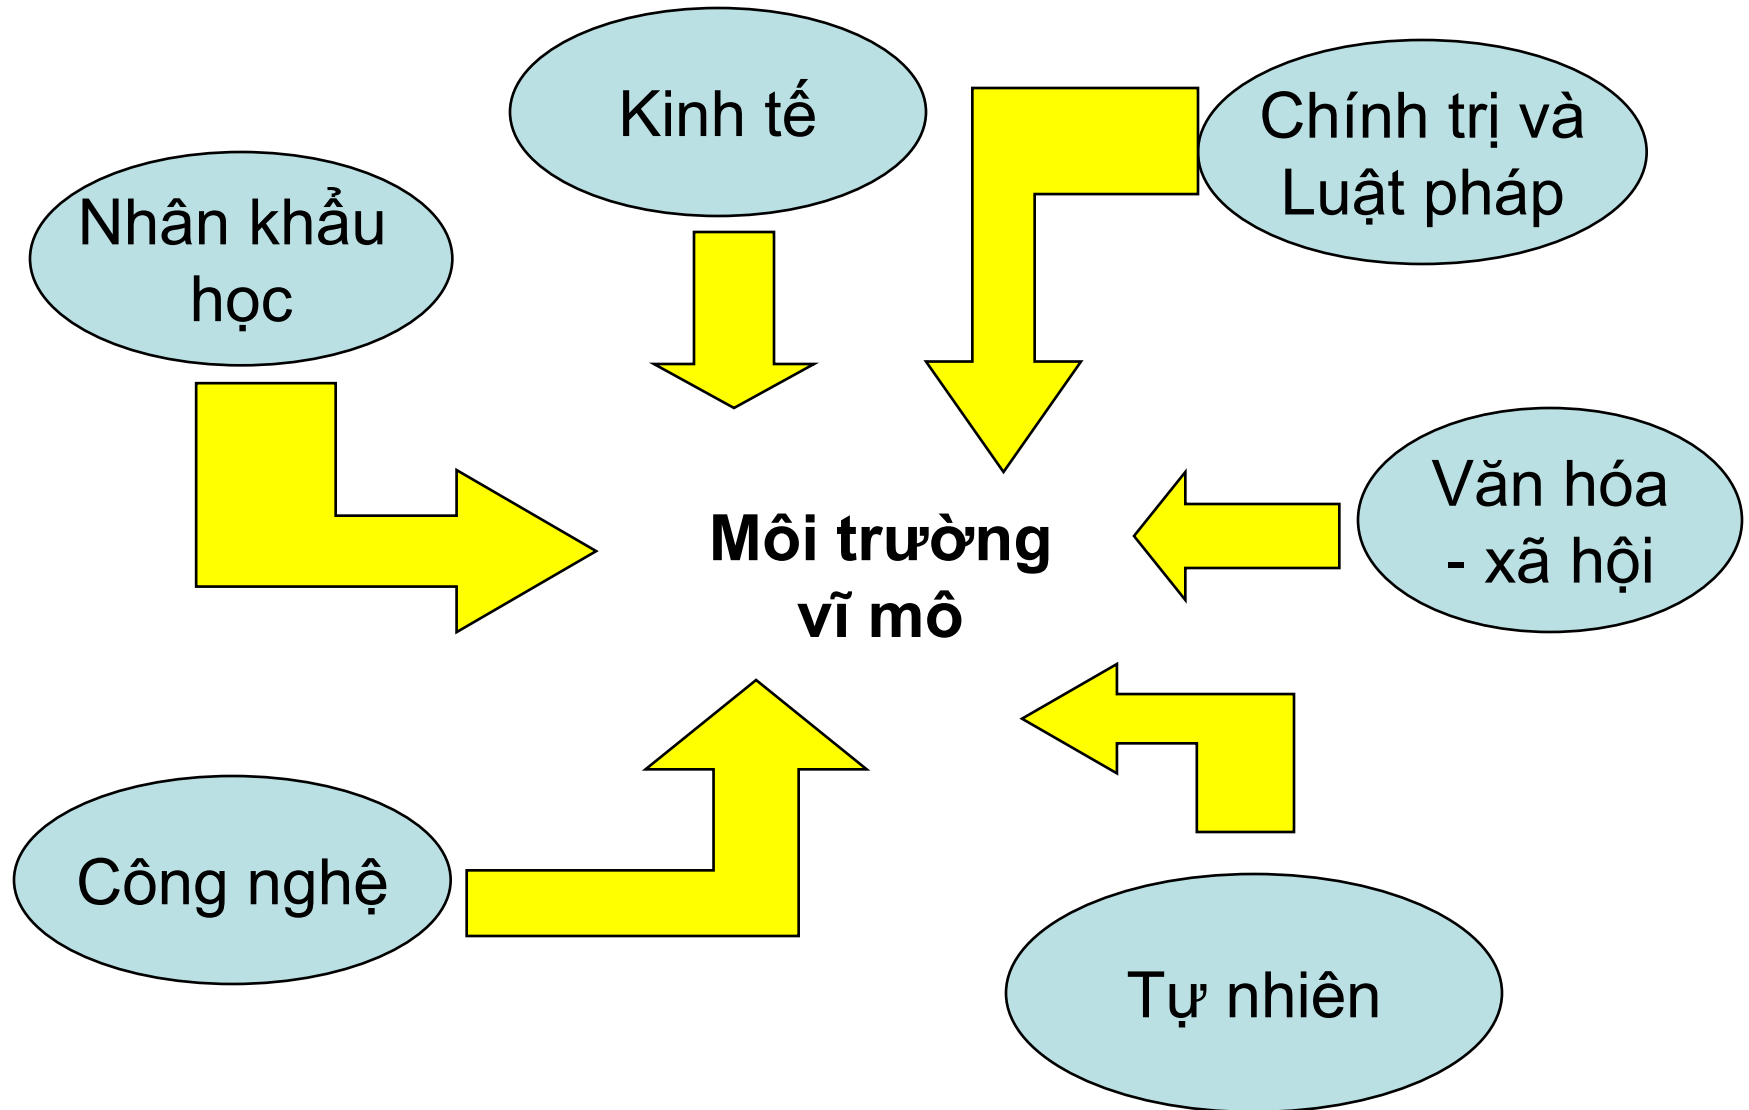 Kinh tế
Chính trị và
Luật pháp
Nhân khẩu
học
Văn hóa
- xã hội
Môi trường
vĩ mô
Công nghệ
Tự nhiên